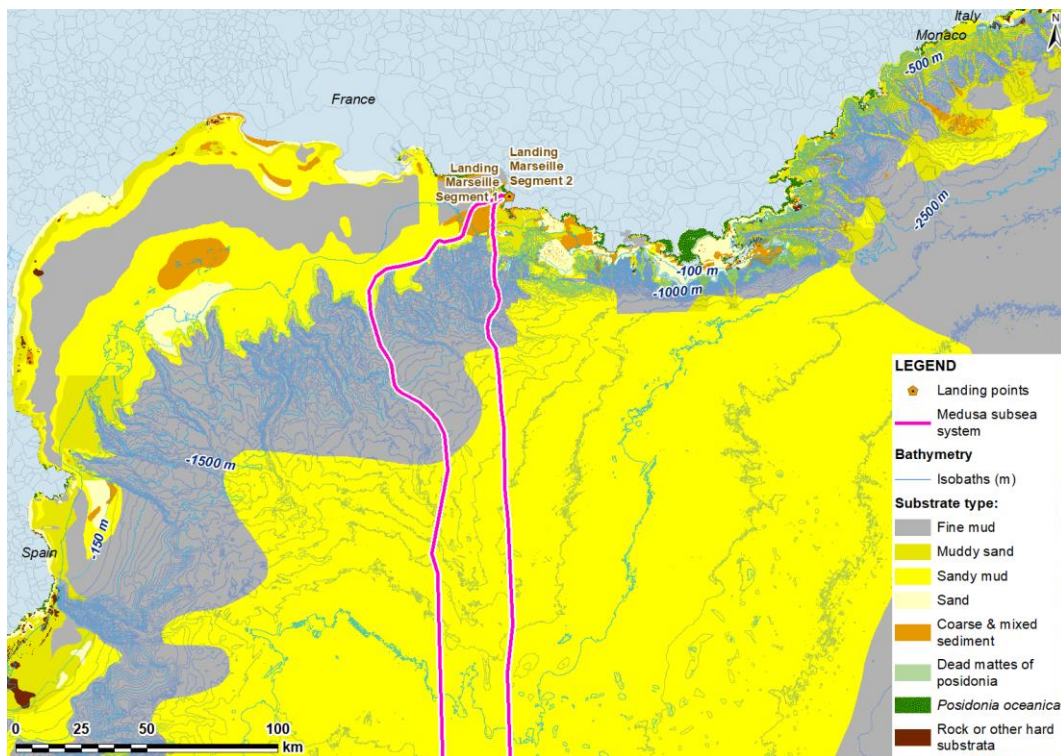 Italy
N
Monaco
-500 m
France
Landing
Marseille
Segment 1
Landing
Marseille
Segment 2
-2500 m
-100 m
-1000 m
-1500 m
-150 m
Spain
0 25 50 100
km
LEGEND
Landing points
Medusa subsea
system
Bathymetry
Isobaths (m)
Substrate type:
Fine mud
Muddy sand
Sandy mud
Sand
Coarse & mixed
sediment
Dead mattes of
posidonia
Posidonia oceanica
Rock or other hard
substrata